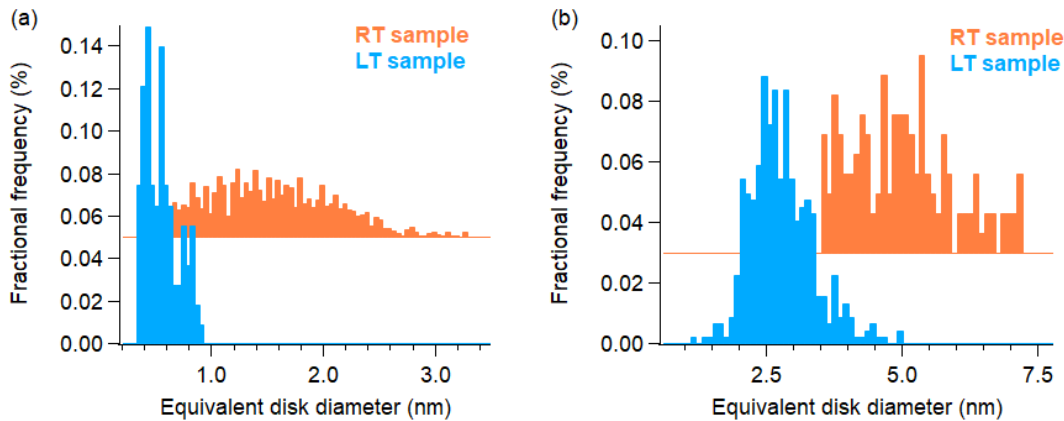 (a)
RT sample
LT sample
Fractional frequency (%)
0.14
0.12
0.10
0.08
0.06
0.04
0.02
0.00
1.0 2.0 3.0
Equivalent disk diameter (nm)
(b)
RT sample
LT sample
Fractional frequency (%)
0.10
0.08
0.06
0.04
0.02
0.00
2.5 5.0 7.5
Equivalent disk diameter (nm)